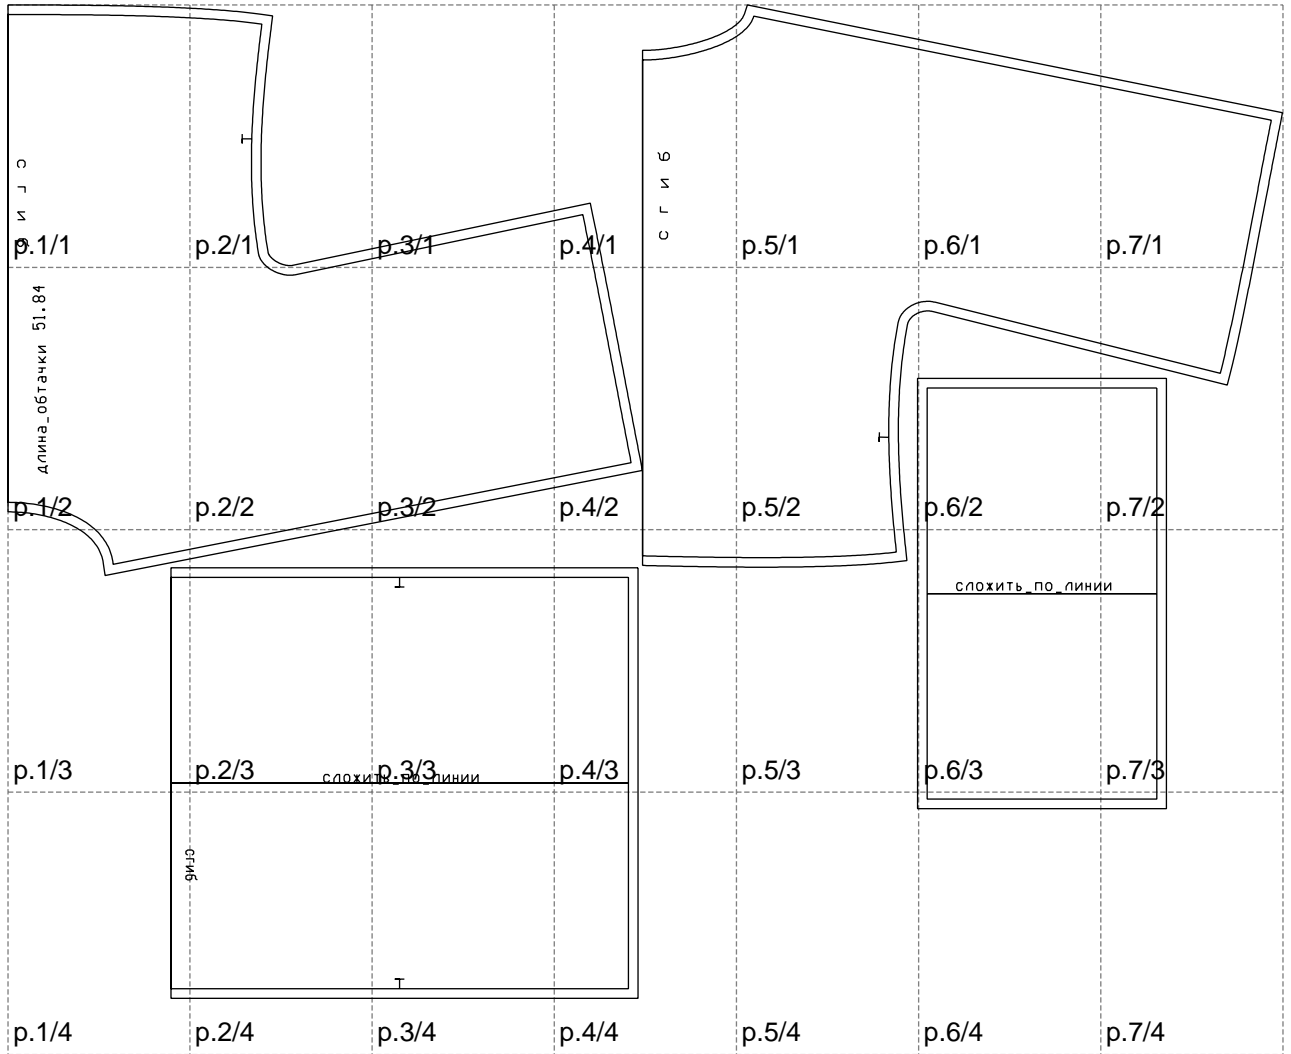 сгиб
сгиб
p.1/1
p.2/1
p.3/1
p.4/1
p.5/1
p.6/1
p.7/1
длина_обтачки 51.84
p.1/2
p.2/2
p.3/2
p.4/2
p.5/2
p.6/2
p.7/2
сложить_по_линии
p.1/3
p.2/3
p.3/3
сложить_по_линии
p.4/3
p.5/3
p.6/3
p.7/3
сгиб
p.1/4
p.2/4
p.3/4
p.4/4
p.5/4
p.6/4
p.7/4